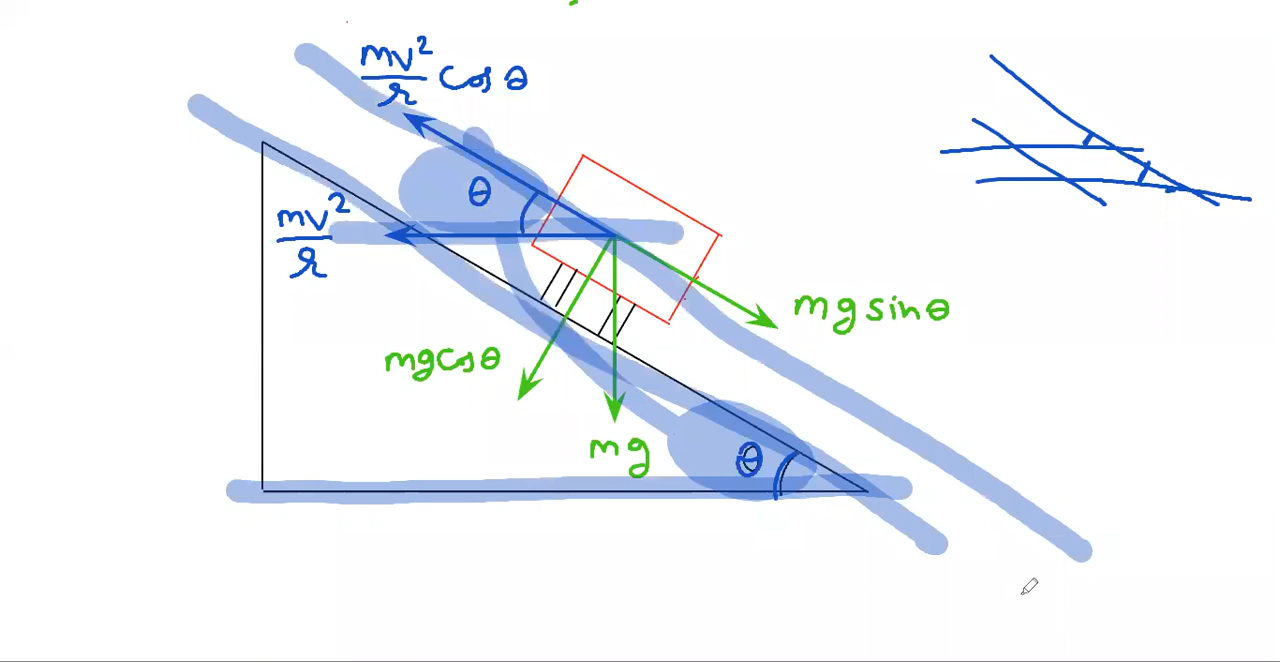 mv²/r cos θ
θ
mv²/r
mg sin θ
mg cos θ
mg
θ